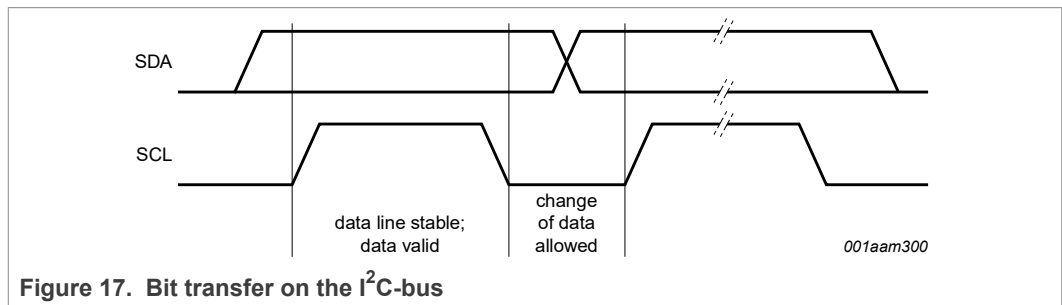 SDA
SCL
data line stable;
data valid
change
of data
allowed
001aam300
Figure 17. Bit transfer on the I²C-bus